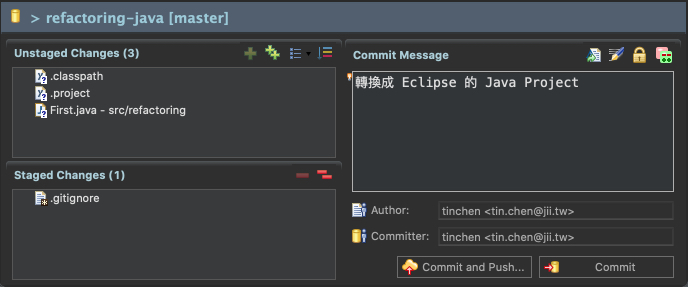 > refactoring-java [master]
Unstaged Changes (3)
.classpath
.project
First.java - src/refactoring
Staged Changes (1)
.gitignore
Commit Message
轉換成 Eclipse 的 Java Project
Author:
tinchen <tin.chen@jii.tw>
Committer:
tinchen <tin.chen@jii.tw>
Commit and Push...
Commit